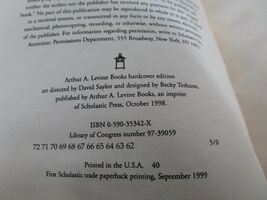 neither the author nor the publisher has received any payment
book." No part of this publication may be reproduced in whole or in part, or stored
in a retrieval system, or transmitted in any form or by any means, electronic,
mechanical, photocopying, recording, or otherwise, without written permission
of the publisher. For information regarding permission, write to Scholastic Inc.,
Attention: Permissions Department, 555 Broadway, New York, NY 10012.
Arthur A. Levine Books hardcover edition
art directed by David Saylor and designed by Becky Terhune,
published by Arthur A. Levine Books, an imprint
of Scholastic Press, October 1998.
ISBN 0-590-35342-X
Library of Congress number 97-39059
72 71 70 69 68 67 66 65 64 63 62 5/0
Printed in the U.S.A. 40
First Scholastic trade paperback printing, September 1999